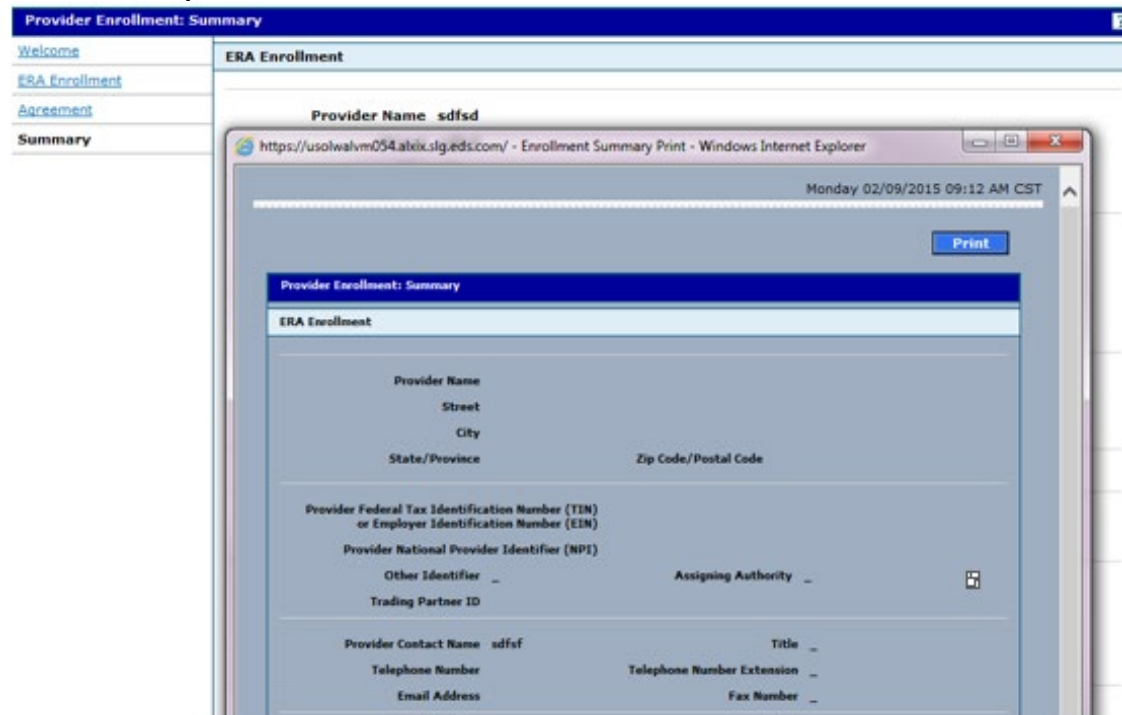 Provider Enrollment: Summary
?
Welcome
ERA Enrollment
ERA Enrollment
Agreement
Provider Name sdfsd
Summary
https://usolwalvm054.alxix.slg.eds.com/ - Enrollment Summary Print - Windows Internet Explorer
Monday 02/09/2015 09:12 AM CST
Print
Provider Enrollment: Summary
ERA Enrollment
Provider Name
Street
City
State/Province Zip Code/Postal Code
Provider Federal Tax Identification Number (TIN)
or Employer Identification Number (EIN)
Provider National Provider Identifier (NPI)
Other Identifier _ Assigning Authority _
Trading Partner ID
Provider Contact Name sdfsf Title _
Telephone Number Telephone Number Extension _
Email Address Fax Number _